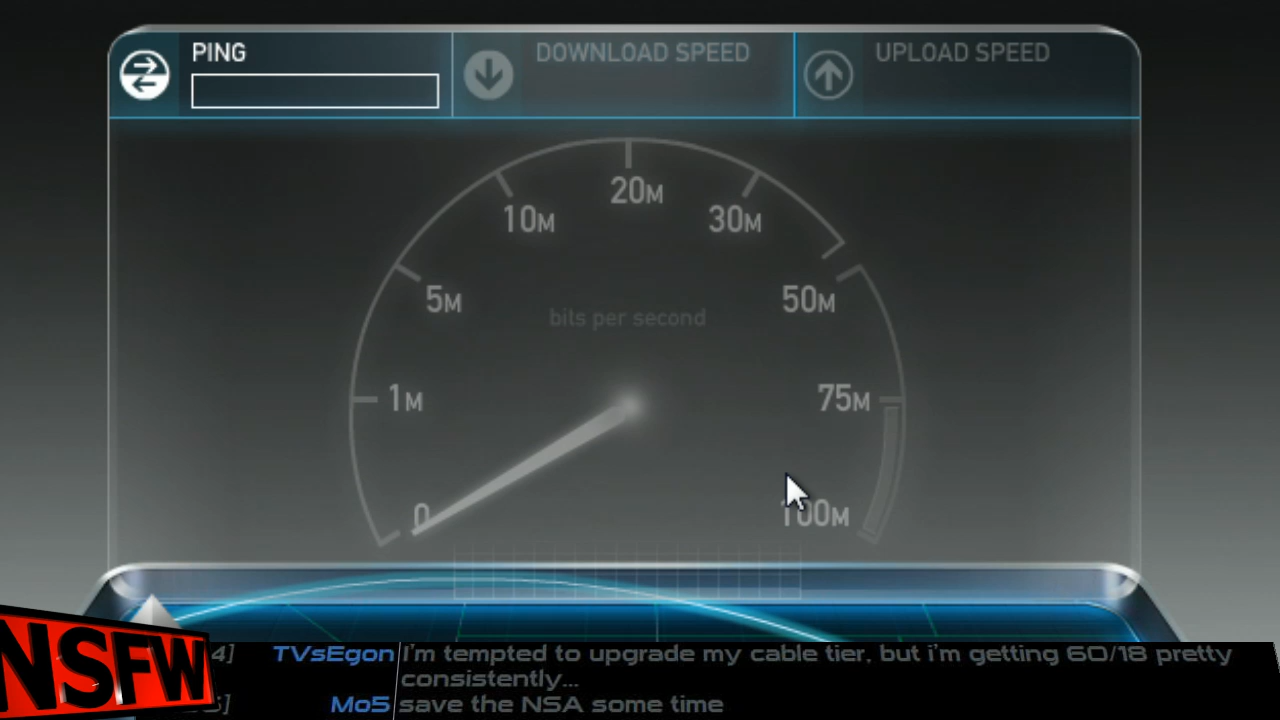 PING
DOWNLOAD SPEED
UPLOAD SPEED
20M
10M
30M
5M
50M
bits per second
1M
75M
0
100M
NSFW
4]
TVsEgon
I'm tempted to upgrade my cable tier, but i'm getting 60/18 pretty
consistently...
Mo5
save the NSA some time